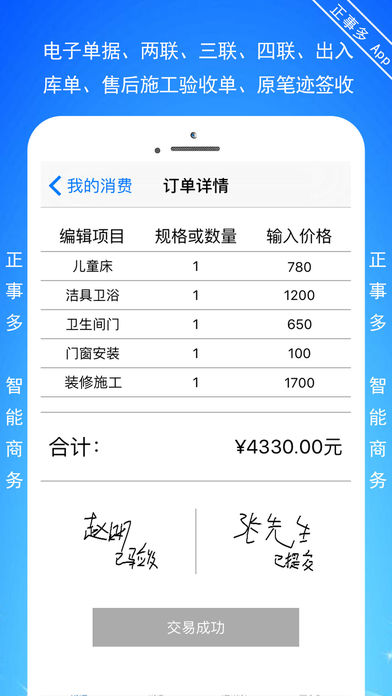 正事多 App
电子单据、两联、三联、四联、出入
库单、售后施工验收单、原笔迹签收
我的消费 订单详情
编辑项目 规格或数量 输入价格
儿童床 1 780
洁具卫浴 1 1200
卫生间门 1 650
门窗安装 1 100
装修施工 1 1700
合计: ¥4330.00元
赵明 张先生
已验收 已提交
交易成功
正事多 智能商务
正事多 智能商务